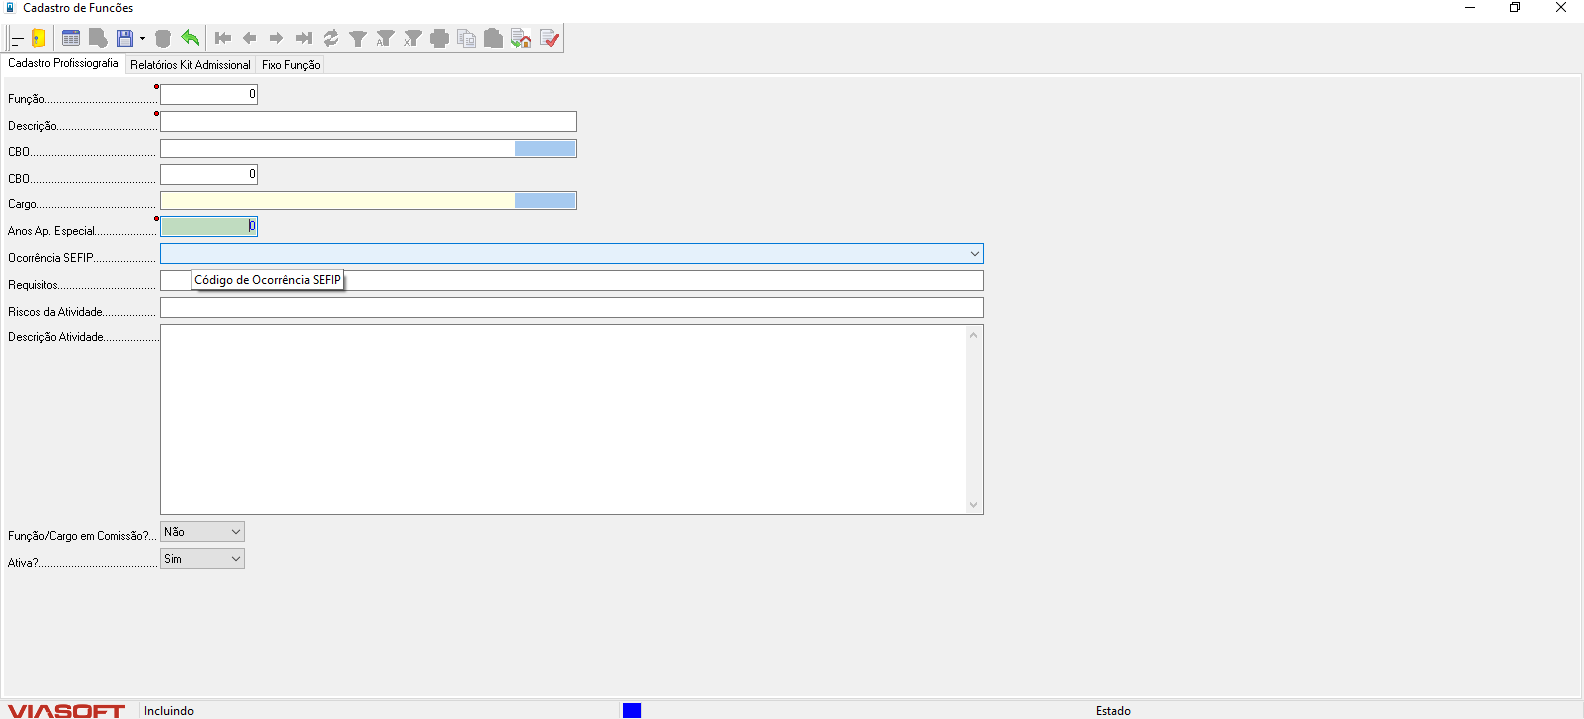 Cadastro de Funcões
Cadastro Profissiografia Relatórios Kit Admissional Fixo Função
Função..................................... 0
Descrição.................................
CBO..........................................
CBO.......................................... 0
Cargo........................................
Anos Ap. Especial..................... 0
Ocorrência SEFIP.....................
Código de Ocorrência SEFIP
Requisitos.................................
Riscos da Atividade..................
Descrição Atividade...................
Função/Cargo em Comissão?... Não
Ativa?........................................ Sim
VIASOFT Incluindo Estado